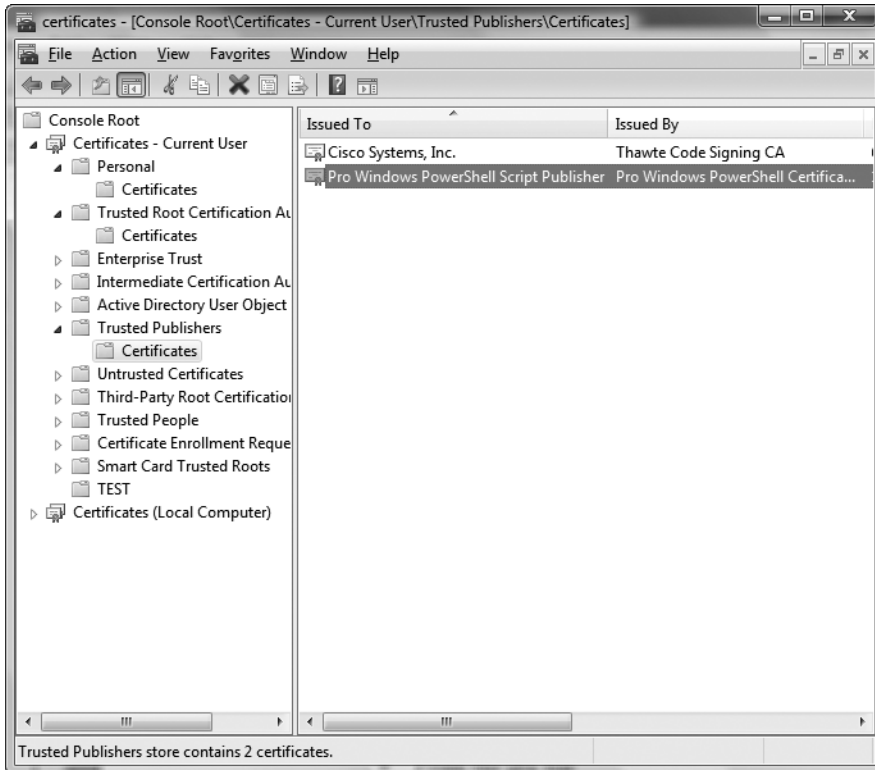 certificates - [Console Root\Certificates - Current User\Trusted Publishers\Certificates]
File Action View Favorites Window Help
Console Root
Certificates - Current User
Personal
Certificates
Trusted Root Certification Au
Certificates
Enterprise Trust
Intermediate Certification Au
Active Directory User Object
Trusted Publishers
Certificates
Untrusted Certificates
Third-Party Root Certification
Trusted People
Certificate Enrollment Reque
Smart Card Trusted Roots
TEST
Certificates (Local Computer)
Issued To Issued By
Cisco Systems, Inc. Thawte Code Signing CA
Pro Windows PowerShell Script Publisher Pro Windows PowerShell Certifica...
Trusted Publishers store contains 2 certificates.